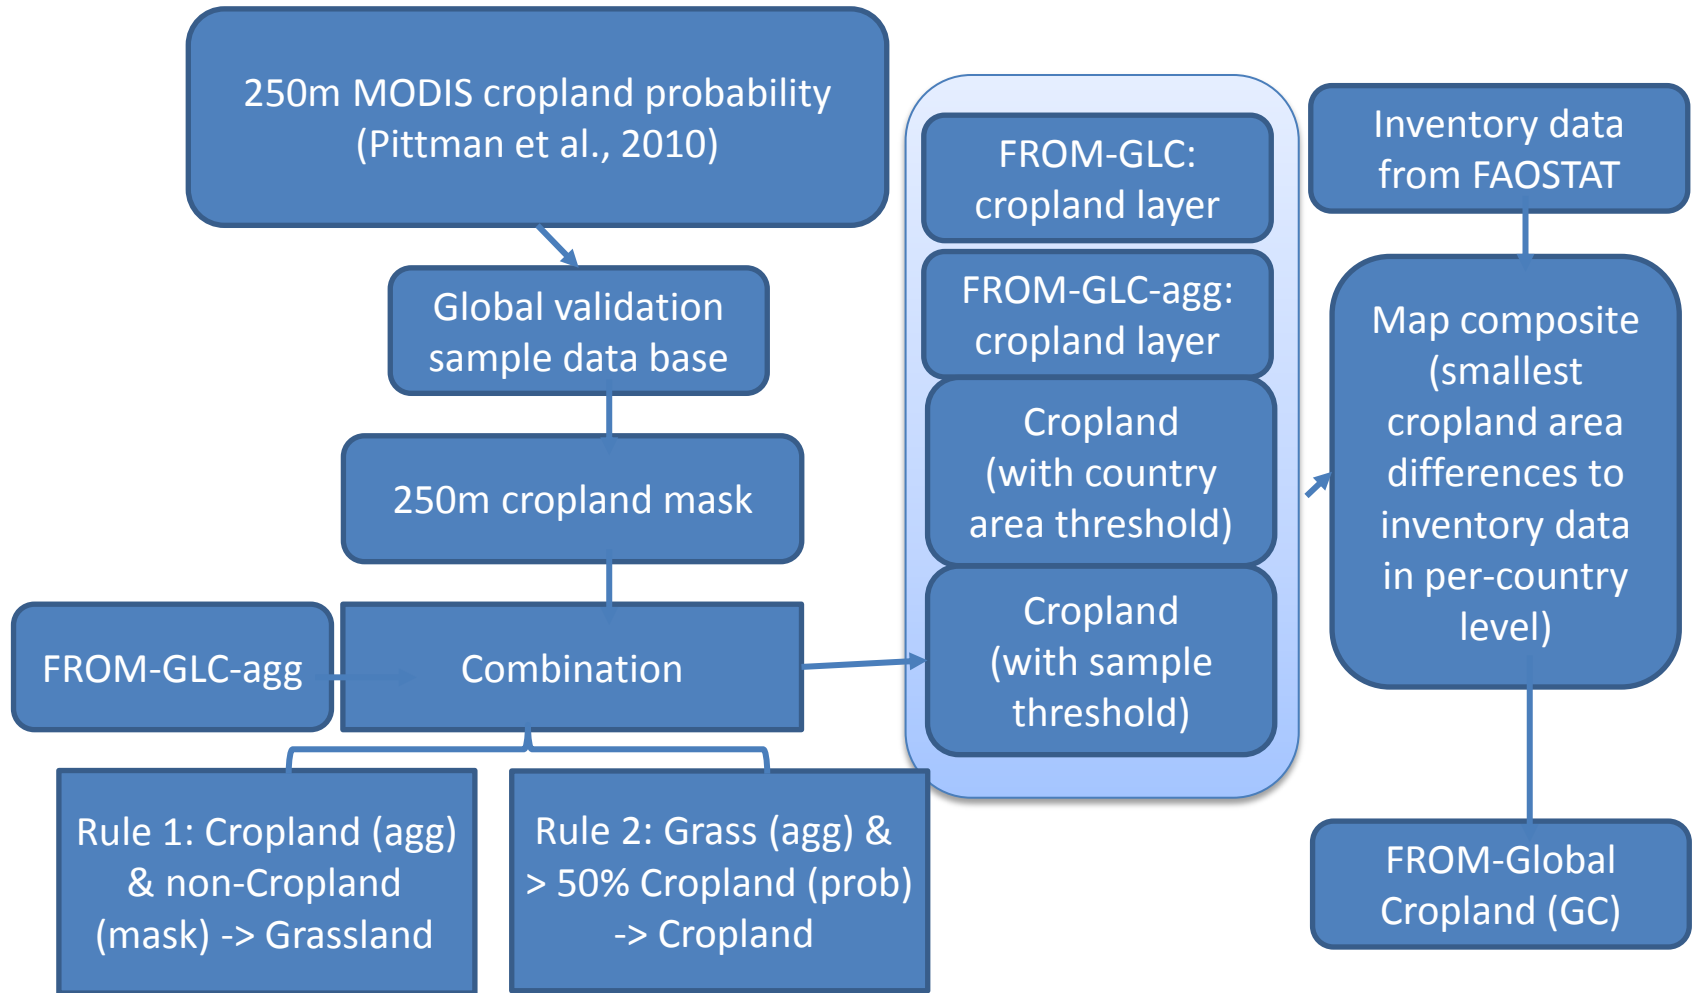 250m MODIS cropland probability
(Pittman et al., 2010)
Global validation
sample data base
250m cropland mask
FROM-GLC-agg
Combination
Rule 1: Cropland (agg)
& non-Cropland
(mask) -> Grassland
Rule 2: Grass (agg) &
> 50% Cropland (prob)
-> Cropland
FROM-GLC:
cropland layer
FROM-GLC-agg:
cropland layer
Cropland
(with country
area threshold)
Cropland
(with sample
threshold)
Inventory data
from FAOSTAT
Map composite
(smallest
cropland area
differences to
inventory data
in per-country
level)
FROM-Global
Cropland (GC)